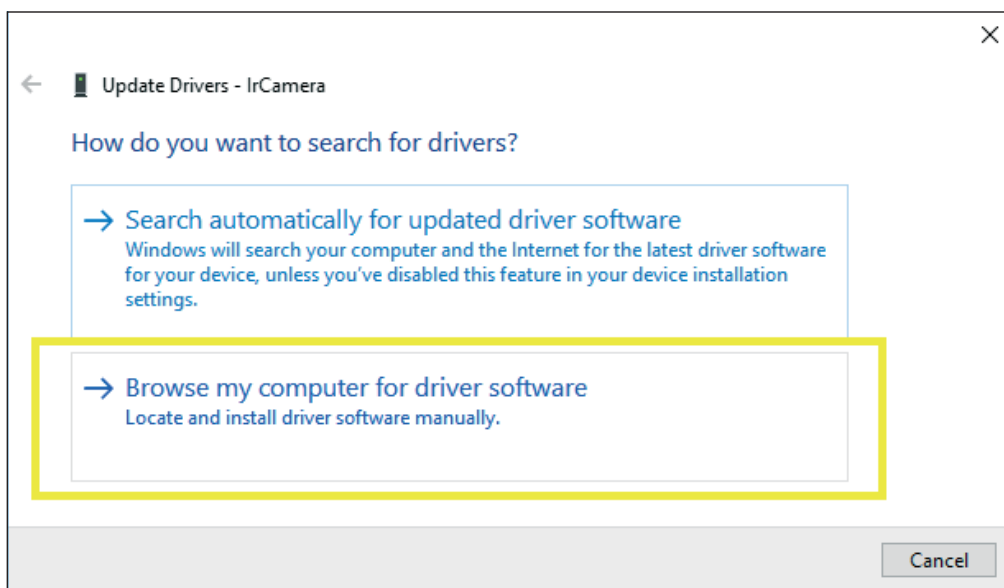 Update Drivers - IrCamera
How do you want to search for drivers?
Search automatically for updated driver software
Windows will search your computer and the Internet for the latest driver software
for your device, unless you've disabled this feature in your device installation
settings.
Browse my computer for driver software
Locate and install driver software manually.
Cancel